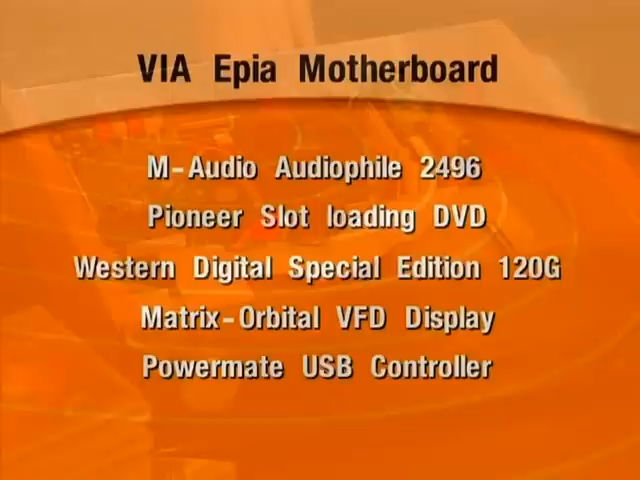 VIA Epia Motherboard
M-Audio Audiophile 2496
Pioneer Slot loading DVD
Western Digital Special Edition 120G
Matrix-Orbital VFD Display
Powermate USB Controller